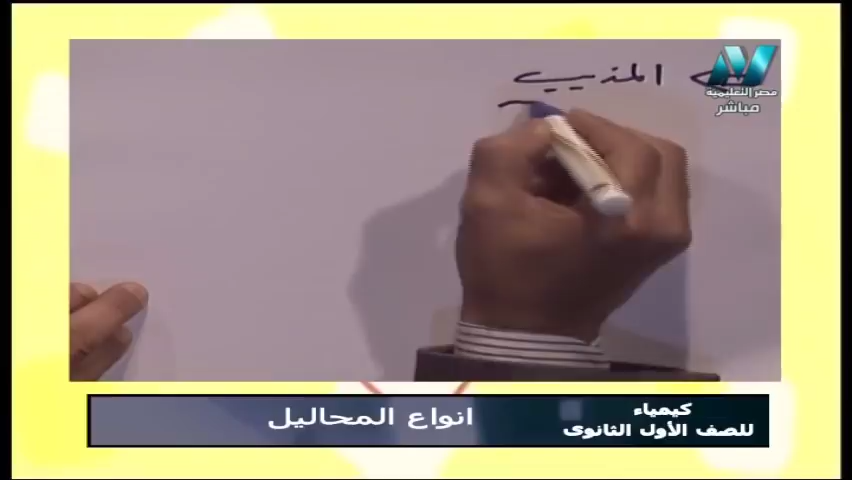 المذيب
مصر التعليمية
مباشر
انواع المحاليل
كيمياء
للصف الأول الثانوى